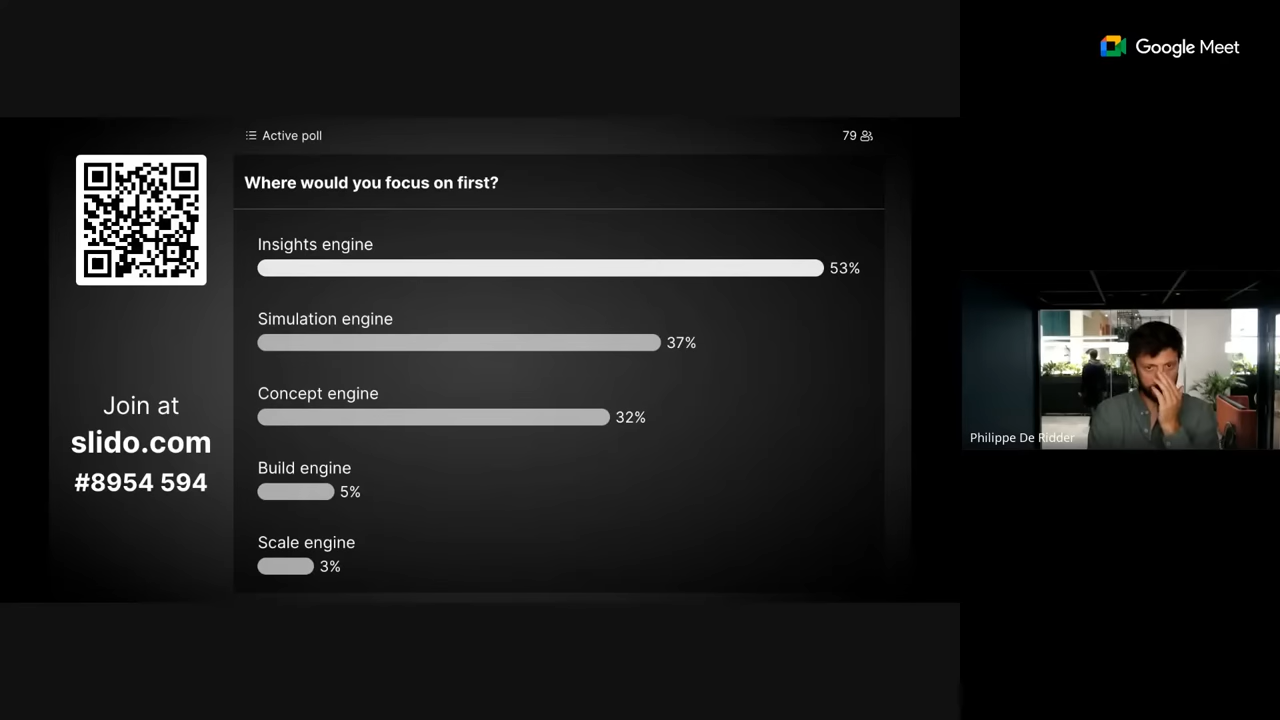 Google Meet
Active poll
79
Where would you focus on first?
Insights engine
53%
Simulation engine
37%
Concept engine
32%
Build engine
5%
Scale engine
3%
Join at
slido.com
#8954 594
Philippe De Ridder